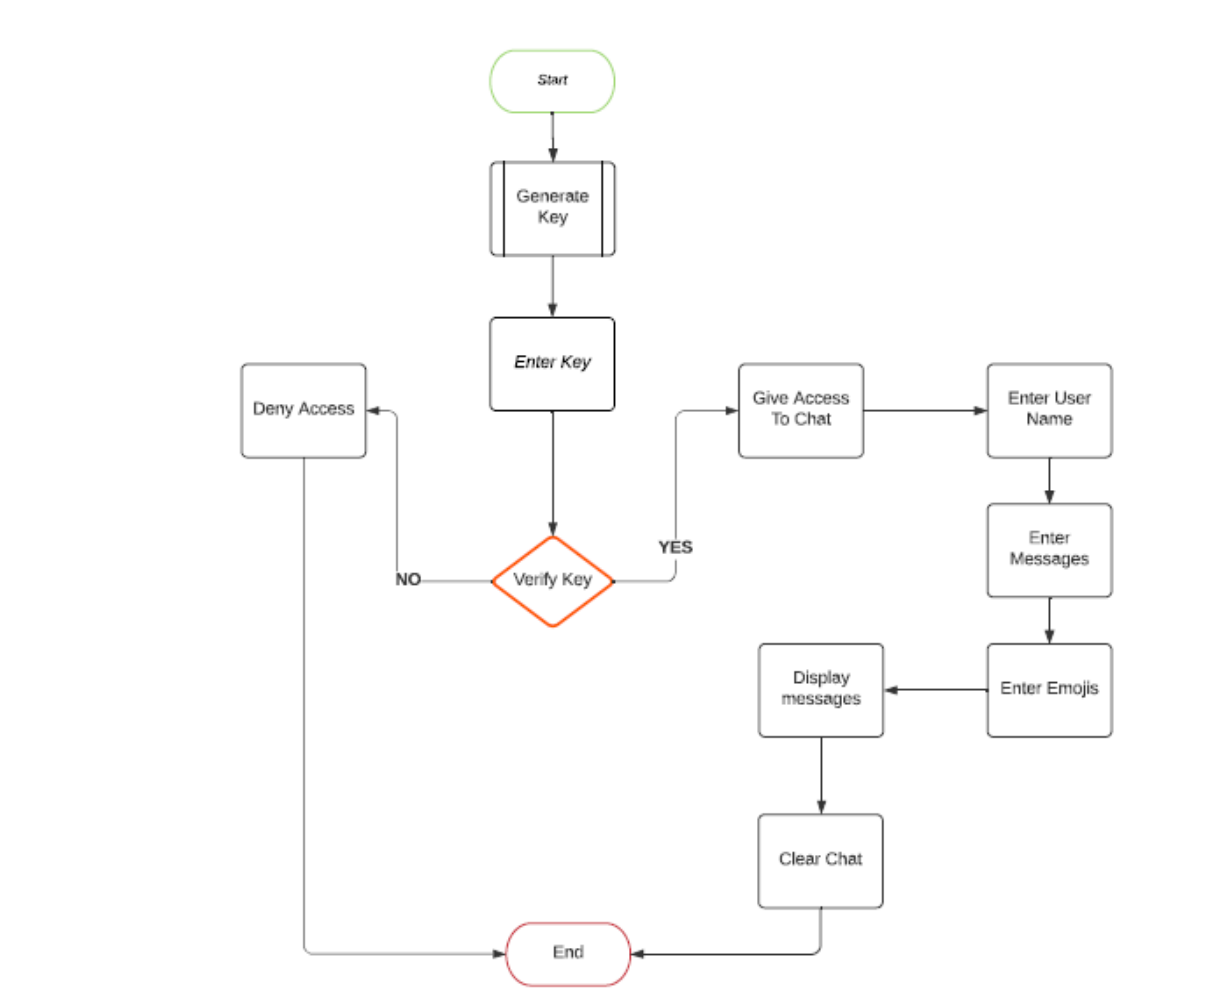 Start
Generate
Key
Enter Key
Deny Access
Give Access
To Chat
Enter User
Name
Enter
Messages
YES
NO
Verify Key
Display
messages
Enter Emojis
Clear Chat
End